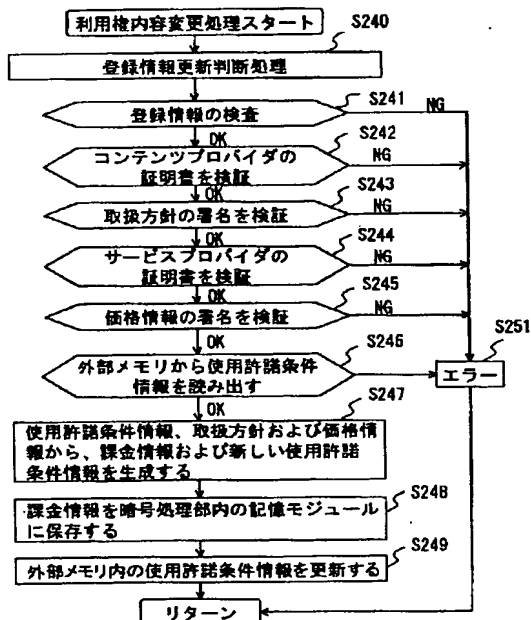 利用権内容変更処理スタート
S240
登録情報更新判断処理
S241
登録情報の検査
NG
OK
S242
コンテンツプロバイダの
証明書を検証
NG
OK
S243
取扱方針の署名を検証
NG
OK
S244
サービスプロバイダの
証明書を検証
NG
OK
S245
価格情報の署名を検証
NG
OK
S246
外部メモリから使用許諾条件
情報を読み出す
S251
エラー
OK
S247
使用許諾条件情報、取扱方針および価格情
報から、課金情報および新しい使用許諾
条件情報を生成する
S248
課金情報を暗号処理部内の記憶モジュール
に保存する
S249
外部メモリ内の使用許諾条件情報を更新する
リターン